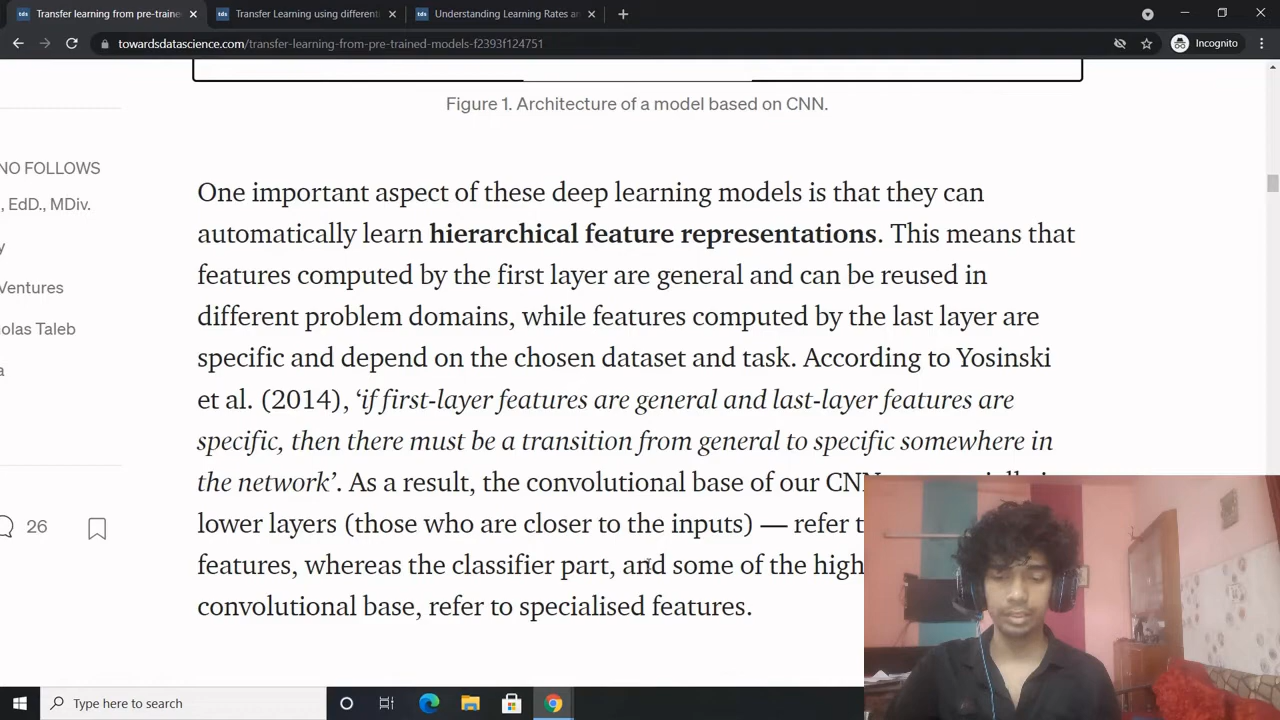 Transfer learning from pre-traine
Transfer Learning using different
Understanding Learning Rates a
towardsdatascience.com/transfer-learning-from-pre-trained-models-f2393f124751
Incognito
Figure 1. Architecture of a model based on CNN.
NO FOLLOWS
, EdD., MDiv.
y
Ventures
olas Taleb
a
26
One important aspect of these deep learning models is that they can
automatically learn hierarchical feature representations. This means that
features computed by the first layer are general and can be reused in
different problem domains, while features computed by the last layer are
specific and depend on the chosen dataset and task. According to Yosinski
et al. (2014), ‘if first-layer features are general and last-layer features are
specific, then there must be a transition from general to specific somewhere in
the network’. As a result, the convolutional base of our CNN
lower layers (those who are closer to the inputs) — refer t
features, whereas the classifier part, and some of the high
convolutional base, refer to specialised features.
Type here to search